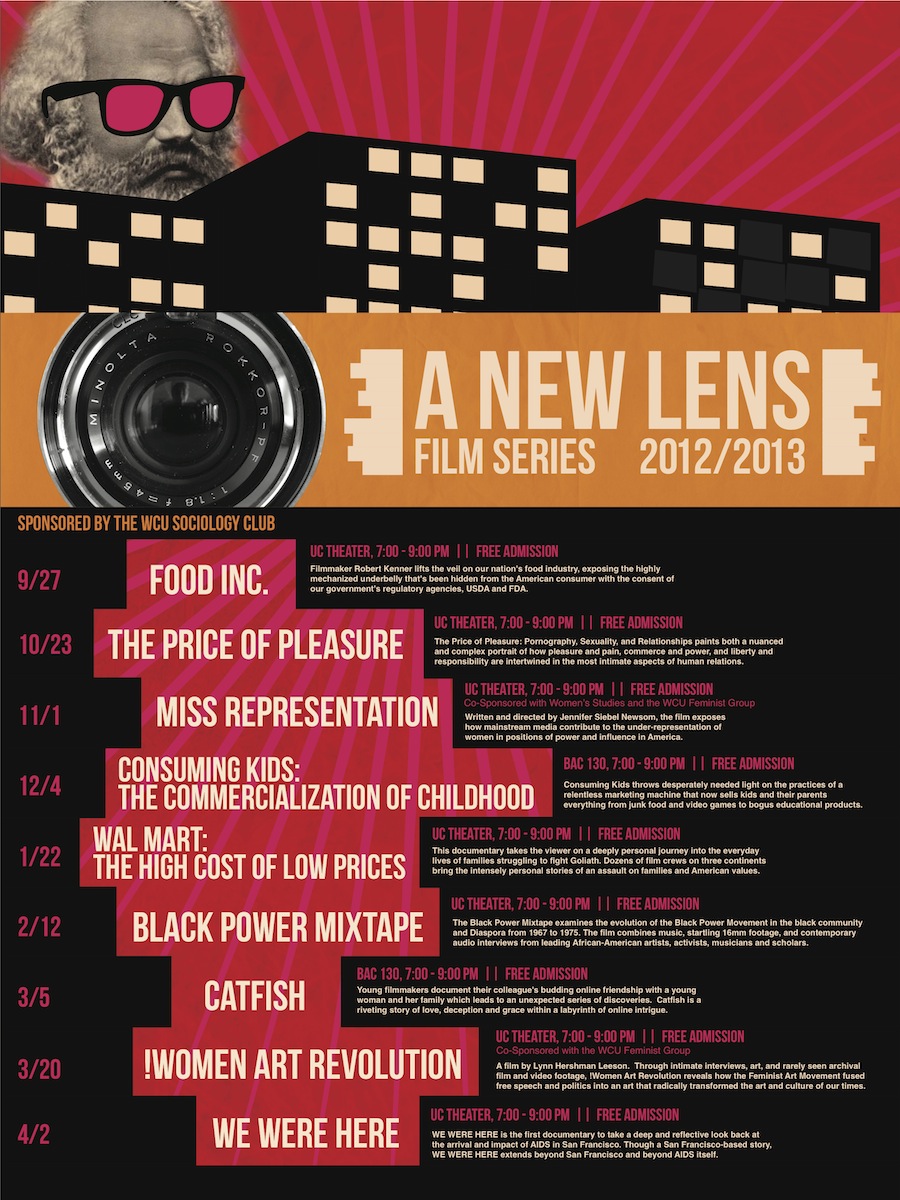 CLC
MINOLTA ROKKOR-PF
1:1.8 f=45mm
A NEW LENS
FILM SERIES 2012/2013
SPONSORED BY THE WCU SOCIOLOGY CLUB
9/27
FOOD INC.
UC THEATER, 7:00 - 9:00 PM || FREE ADMISSION
Filmmaker Robert Kenner lifts the veil on our nation's food industry, exposing the highly
mechanized underbelly that's been hidden from the American consumer with the consent of
our government's regulatory agencies, USDA and FDA.
10/23
THE PRICE OF PLEASURE
UC THEATER, 7:00 - 9:00 PM || FREE ADMISSION
The Price of Pleasure: Pornography, Sexuality, and Relationships paints both a nuanced
and complex portrait of how pleasure and pain, commerce and power, and liberty and
responsibility are intertwined in the most intimate aspects of human relations.
11/1
MISS REPRESENTATION
UC THEATER, 7:00 - 9:00 PM || FREE ADMISSION
Co-Sponsored with Women's Studies and the WCU Feminist Group
Written and directed by Jennifer Siebel Newsom, the film exposes
how mainstream media contribute to the under-representation of
women in positions of power and influence in America.
12/4
CONSUMING KIDS:
THE COMMERCIALIZATION OF CHILDHOOD
BAC 130, 7:00 - 9:00 PM || FREE ADMISSION
Consuming Kids throws desperately needed light on the practices of a
relentless marketing machine that now sells kids and their parents
everything from junk food and video games to bogus educational products.
1/22
WAL MART:
THE HIGH COST OF LOW PRICES
UC THEATER, 7:00 - 9:00 PM || FREE ADMISSION
This documentary takes the viewer on a deeply personal journey into the everyday
lives of families struggling to fight Goliath. Dozens of film crews on three continents
bring the intensely personal stories of an assault on families and American values.
2/12
BLACK POWER MIXTAPE
UC THEATER, 7:00 - 9:00 PM || FREE ADMISSION
The Black Power Mixtape examines the evolution of the Black Power Movement in the black community
and Diaspora from 1967 to 1975. The film combines music, startling 16mm footage, and contemporary
audio interviews from leading African-American artists, activists, musicians and scholars.
3/5
CATFISH
BAC 130, 7:00 - 9:00 PM || FREE ADMISSION
Young filmmakers document their colleague's budding online friendship with a young
woman and her family which leads to an unexpected series of discoveries. Catfish is a
riveting story of love, deception and grace within a labyrinth of online intrigue.
3/20
!WOMEN ART REVOLUTION
UC THEATER, 7:00 - 9:00 PM || FREE ADMISSION
Co-Sponsored with the WCU Feminist Group
A film by Lynn Hershman Leeson. Through intimate interviews, art, and rarely seen archival
film and video footage, !Women Art Revolution reveals how the Feminist Art Movement fused
free speech and politics into an art that radically transformed the art and culture of our times.
4/2
WE WERE HERE
UC THEATER, 7:00 - 9:00 PM || FREE ADMISSION
WE WERE HERE is the first documentary to take a deep and reflective look back at
the arrival and impact of AIDS in San Francisco. Though a San Francisco-based story,
WE WERE HERE extends beyond San Francisco and beyond AIDS itself.